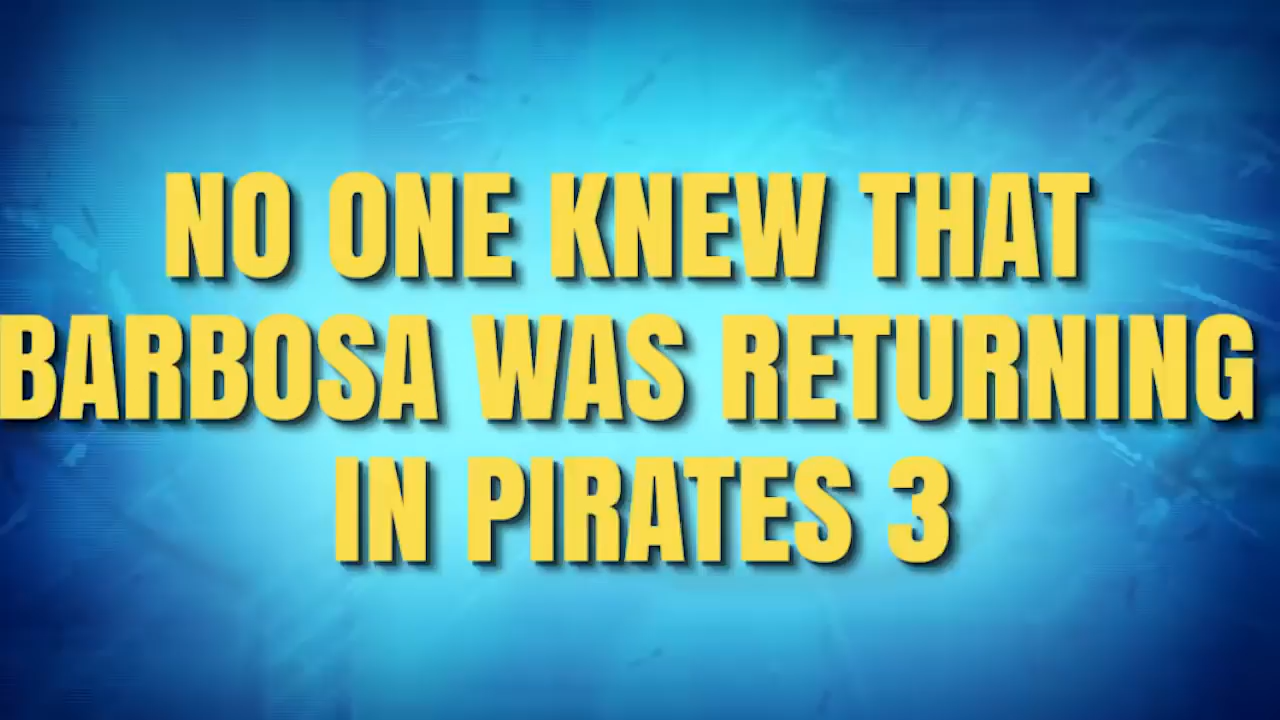 NO ONE KNEW THAT
BARBOSA WAS RETURNING
IN PIRATES 3